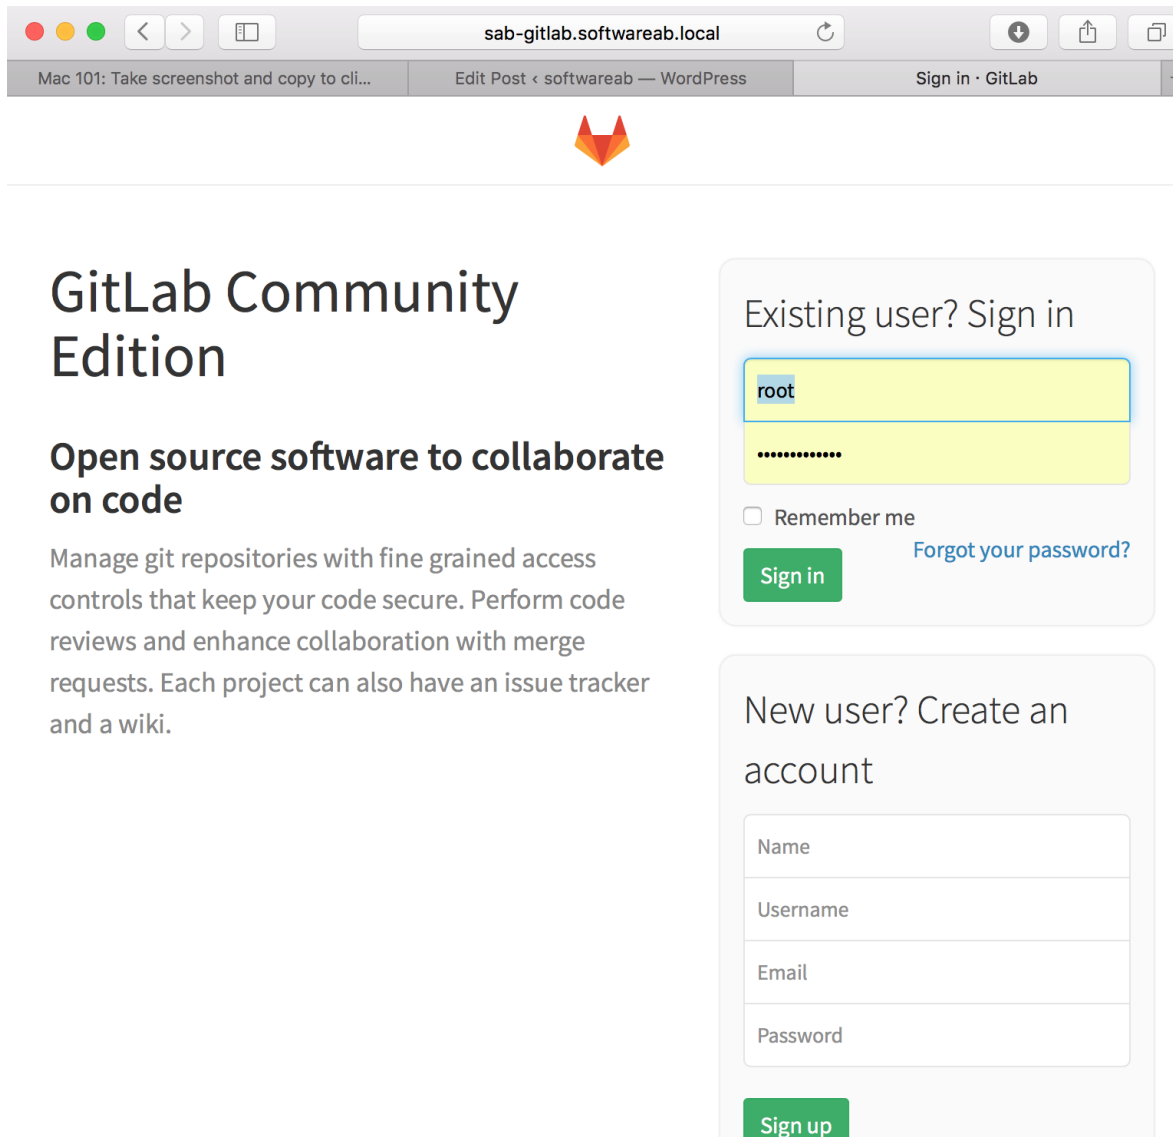 sab-gitlab.softwareab.local
Mac 101: Take screenshot and copy to cli...
Edit Post ‹ softwareab — WordPress
Sign in · GitLab
GitLab Community
Edition
Open source software to collaborate
on code
Manage git repositories with fine grained access
controls that keep your code secure. Perform code
reviews and enhance collaboration with merge
requests. Each project can also have an issue tracker
and a wiki.
Existing user? Sign in
root
•••••••••••••
Remember me
Forgot your password?
Sign in
New user? Create an
account
Name
Username
Email
Password
Sign up